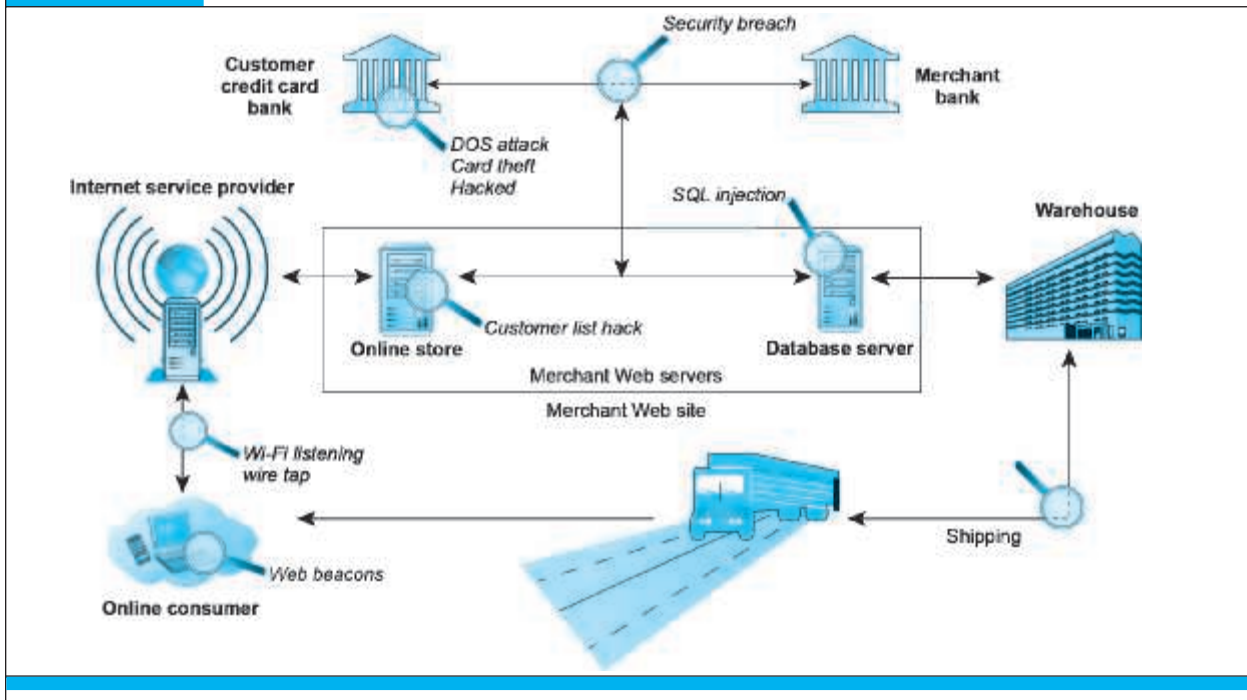 Security breach
Customer
credit card
bank
Merchant
bank
DOS attack
Card theft
Hacked
Internet service provider
SQL injection
Warehouse
Customer list hack
Online store
Database server
Merchant Web servers
Merchant Web site
Wi-Fi listening
wire tap
Shipping
Web beacons
Online consumer